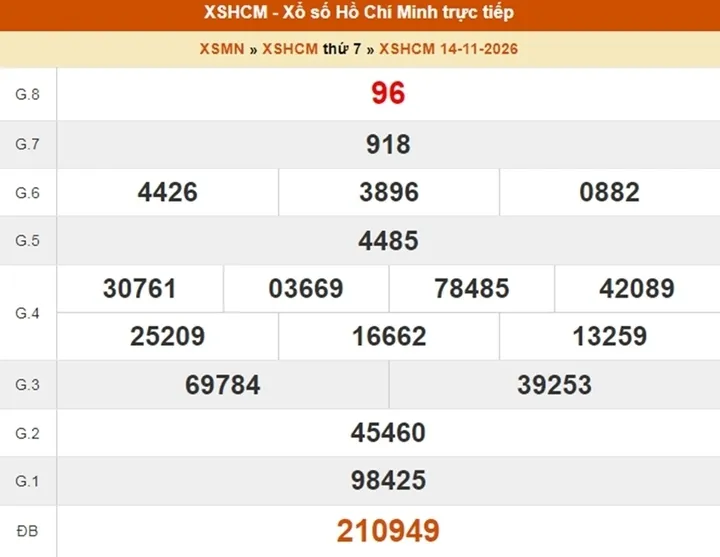 XSHCM - Xổ số Hồ Chí Minh trực tiếp
XSMN » XSHCM thứ 7 » XSHCM 14-11-2026
G.8 96
G.7 918
G.6 4426 3896 0882
G.5 4485
G.4 30761 03669 78485 42089
25209 16662 13259
G.3 69784 39253
G.2 45460
G.1 98425
ĐB 210949